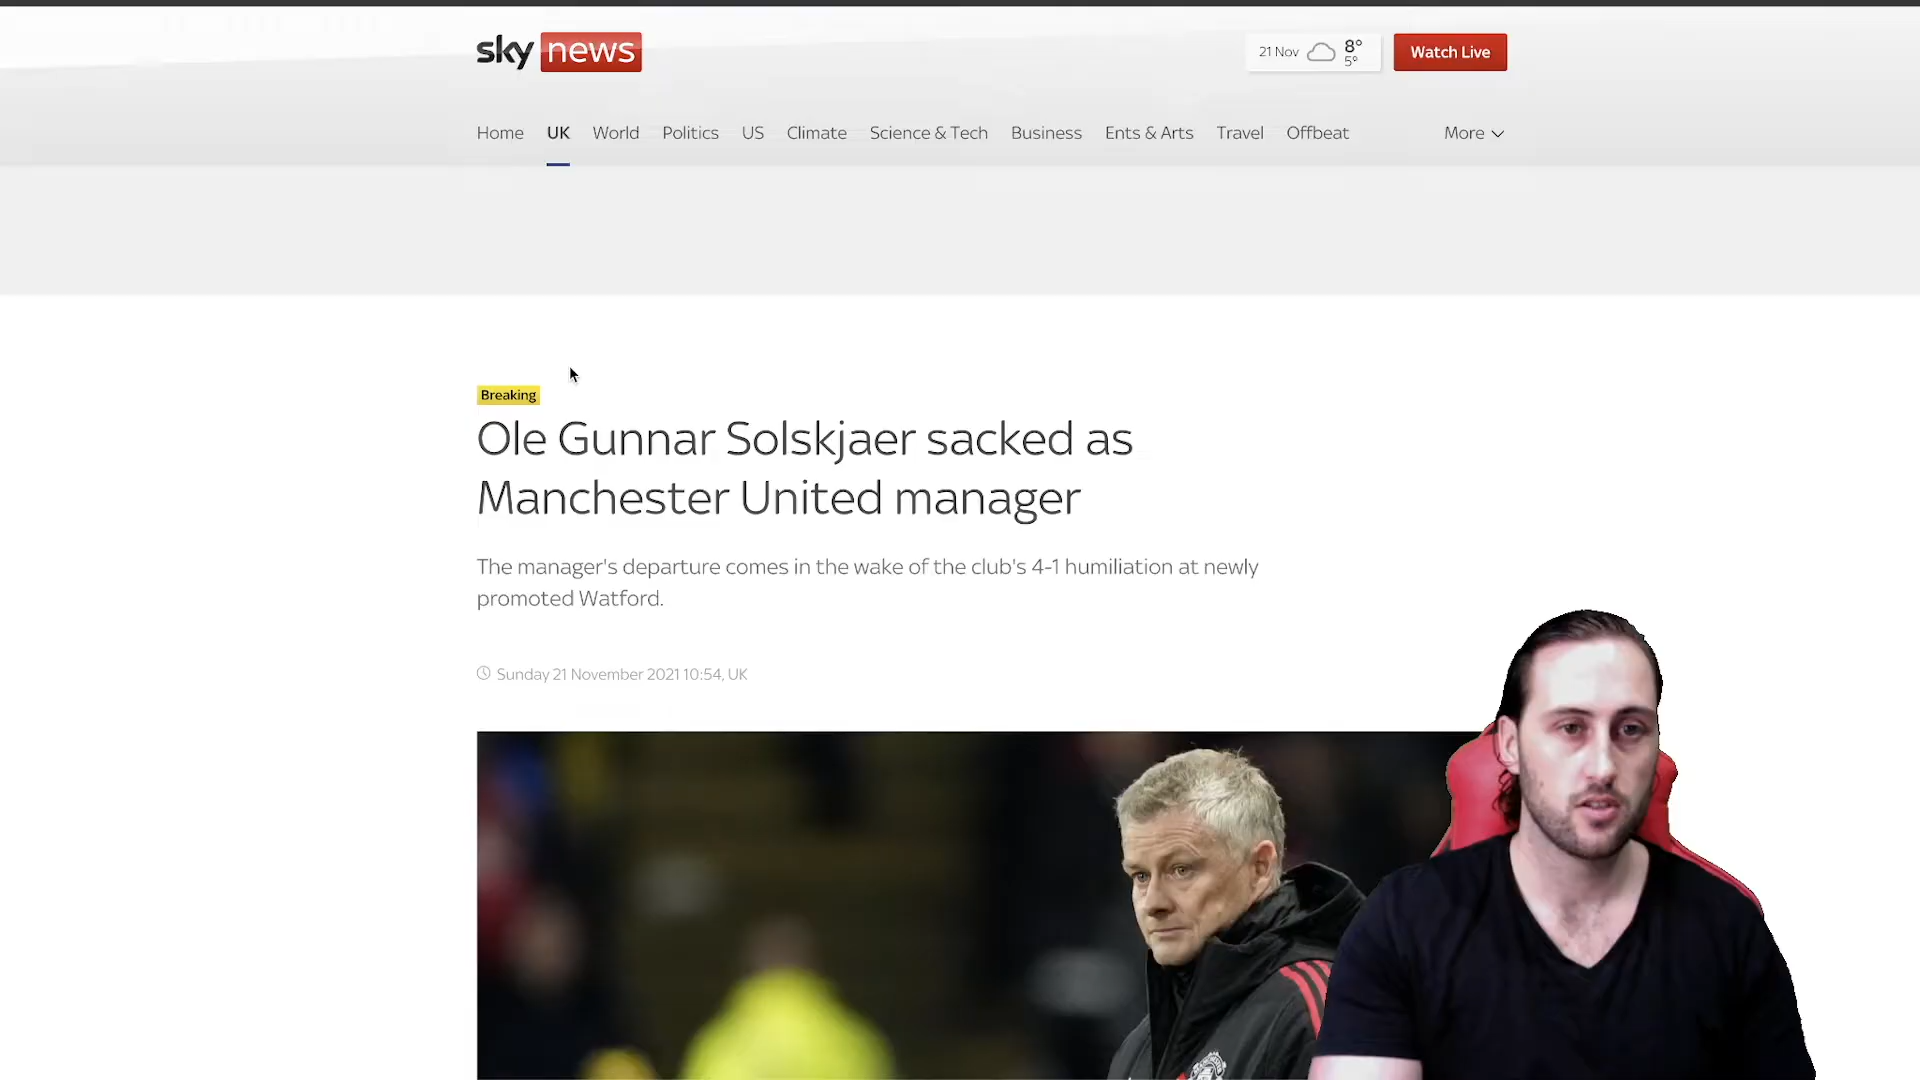 sky news
21 Nov 8° 5°
Watch Live
Home UK World Politics US Climate Science & Tech Business Ents & Arts Travel Offbeat More
Breaking
Ole Gunnar Solskjaer sacked as
Manchester United manager
The manager's departure comes in the wake of the club's 4-1 humiliation at newly
promoted Watford.
Sunday 21 November 2021 10:54, UK